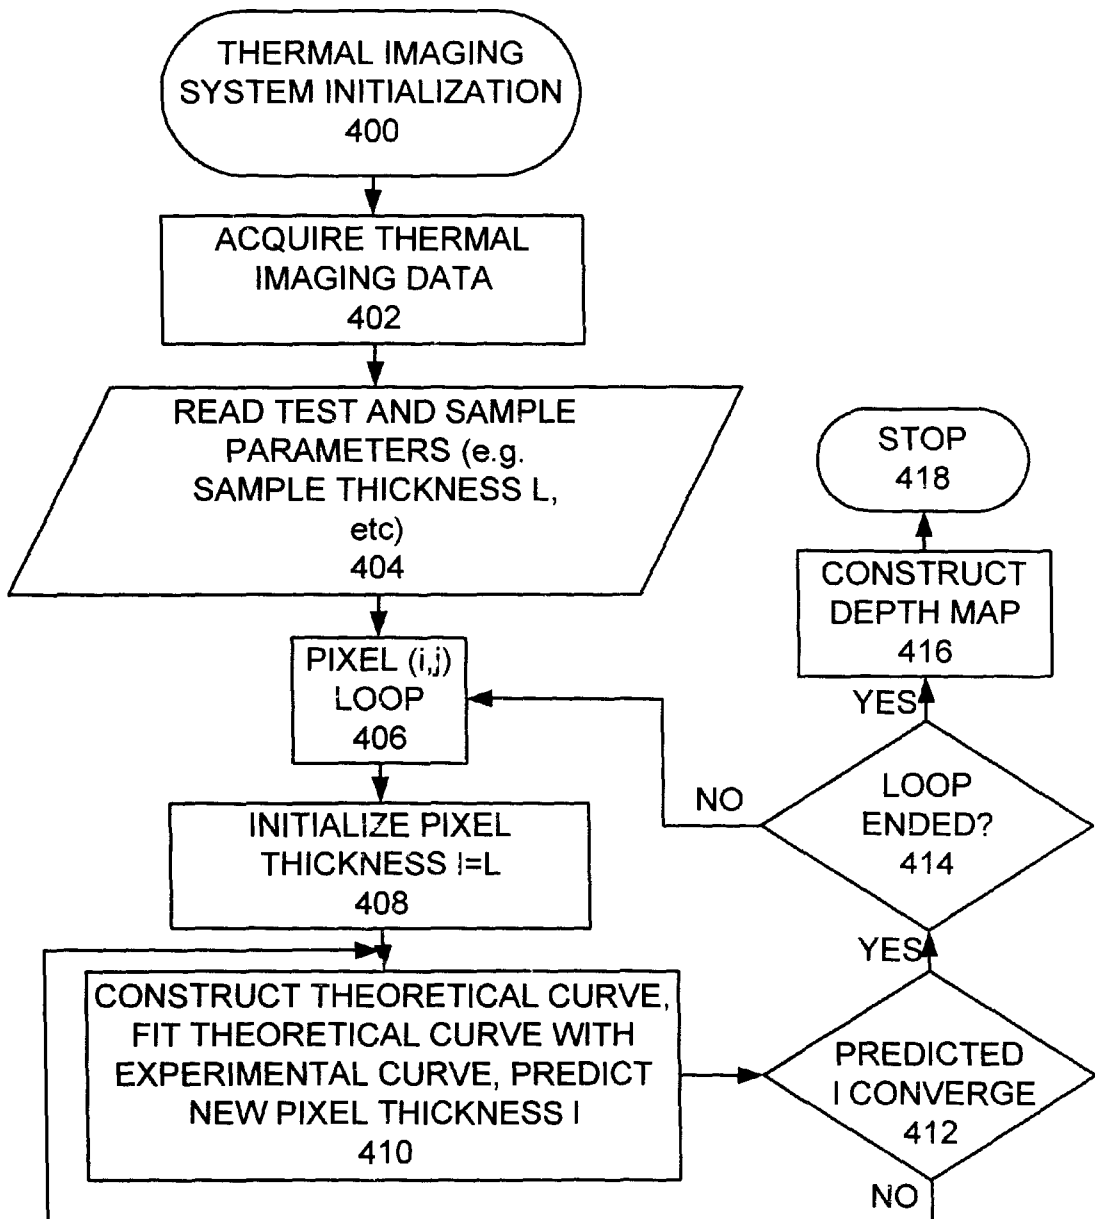 THERMAL IMAGING
SYSTEM INITIALIZATION
400
ACQUIRE THERMAL
IMAGING DATA
402
READ TEST AND SAMPLE
PARAMETERS (e.g.
SAMPLE THICKNESS L,
etc)
404
PIXEL (i,j)
LOOP
406
INITIALIZE PIXEL
THICKNESS l=L
408
CONSTRUCT THEORETICAL CURVE,
FIT THEORETICAL CURVE WITH
EXPERIMENTAL CURVE, PREDICT
NEW PIXEL THICKNESS l
410
PREDICTED
l CONVERGE
412
NO
YES
LOOP
ENDED?
414
NO
YES
CONSTRUCT
DEPTH MAP
416
STOP
418